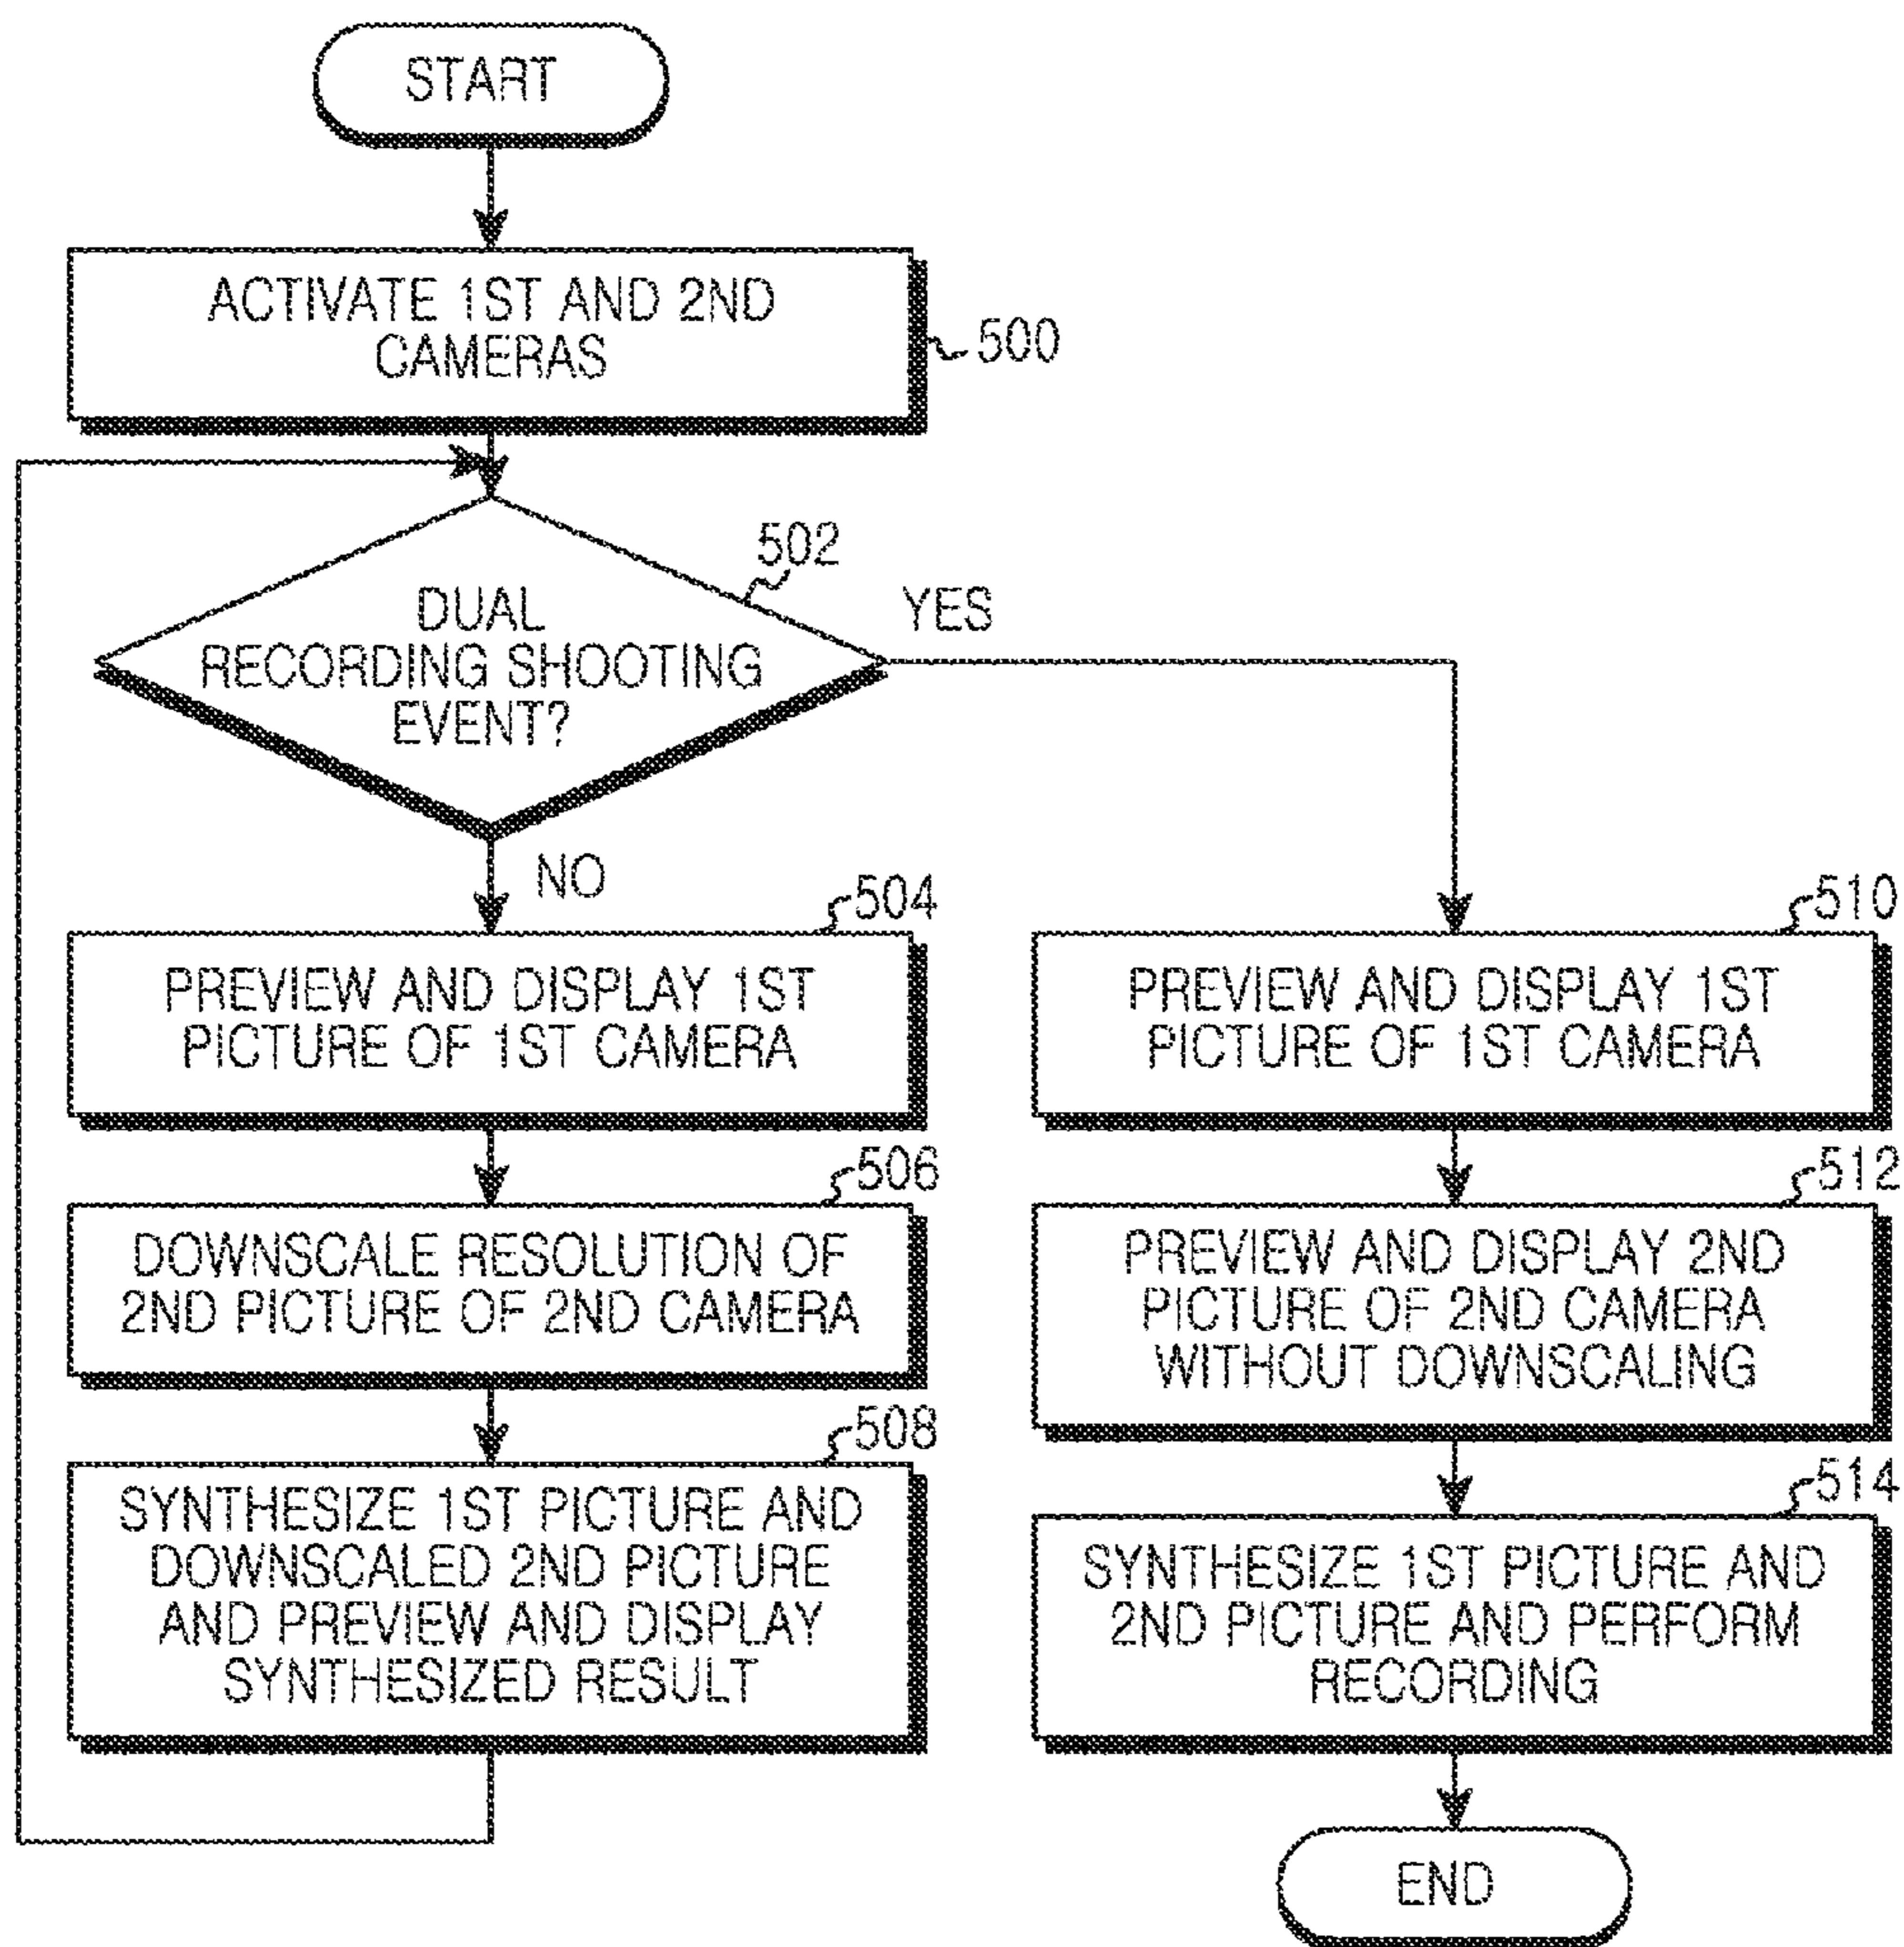 START
ACTIVATE 1ST AND 2ND
CAMERAS
500
502
DUAL
RECORDING SHOOTING
EVENT?
YES
NO
504
PREVIEW AND DISPLAY 1ST
PICTURE OF 1ST CAMERA
506
DOWNSCALE RESOLUTION OF
2ND PICTURE OF 2ND CAMERA
508
SYNTHESIZE 1ST PICTURE AND
DOWNSCALED 2ND PICTURE
AND PREVIEW AND DISPLAY
SYNTHESIZED RESULT
510
PREVIEW AND DISPLAY 1ST
PICTURE OF 1ST CAMERA
512
PREVIEW AND DISPLAY 2ND
PICTURE OF 2ND CAMERA
WITHOUT DOWNSCALING
514
SYNTHESIZE 1ST PICTURE AND
2ND PICTURE AND PERFORM
RECORDING
END